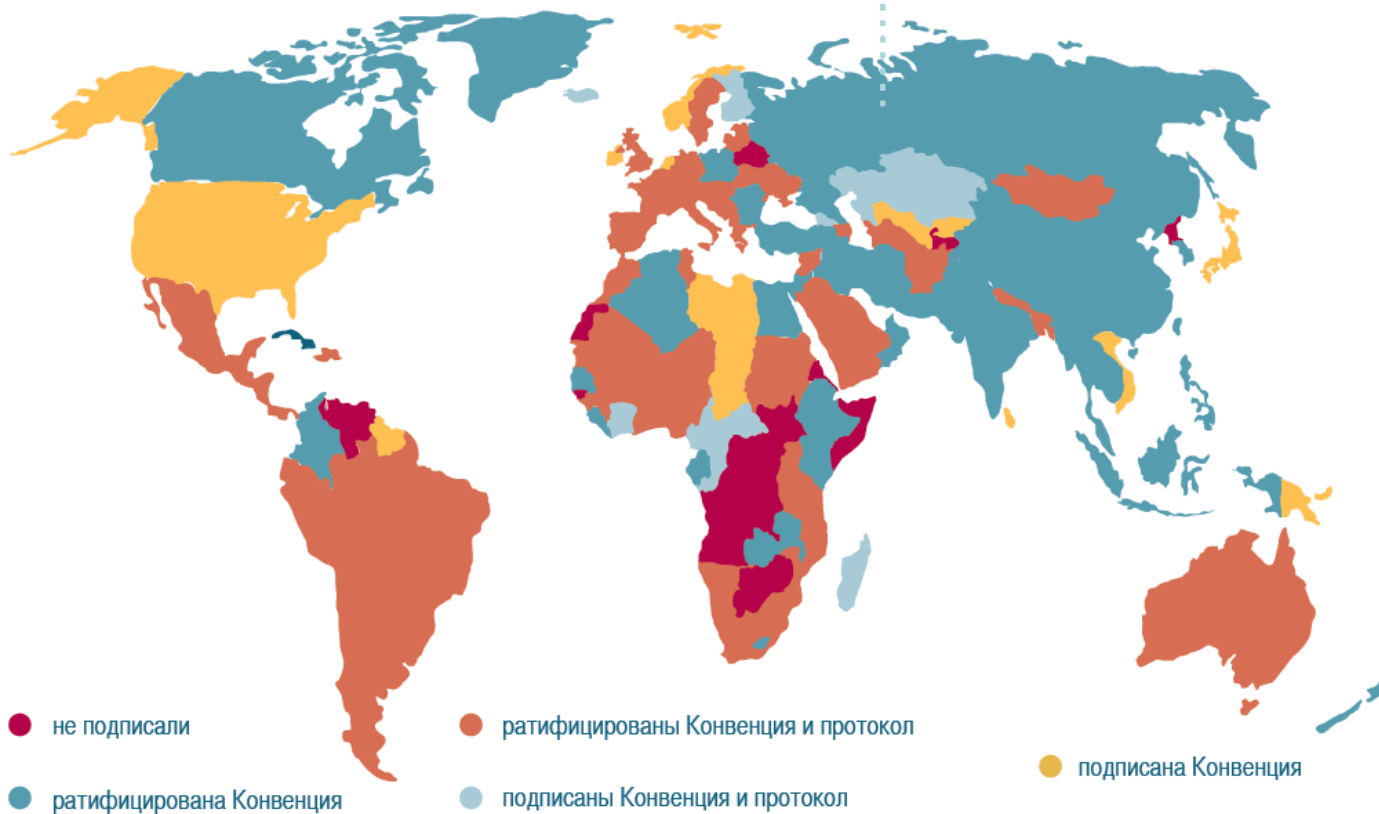 не подписали
ратифицированы Конвенция и протокол
подписана Конвенция
ратифицирована Конвенция
подписаны Конвенция и протокол